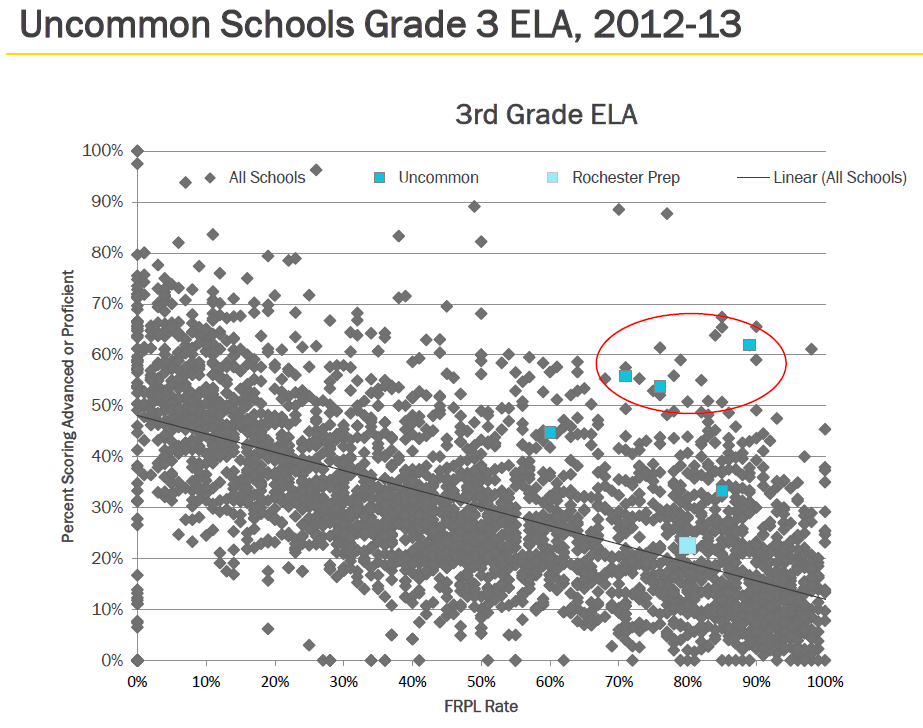 Uncommon Schools Grade 3 ELA, 2012-13
3rd Grade ELA
100%
All Schools
Uncommon
Rochester Prep
Linear (All Schools)
90%
80%
70%
60%
50%
40%
30%
20%
10%
0%
Percent Scoring Advanced or Proficient
0% 10% 20% 30% 40% 50% 60% 70% 80% 90% 100%
FRPL Rate